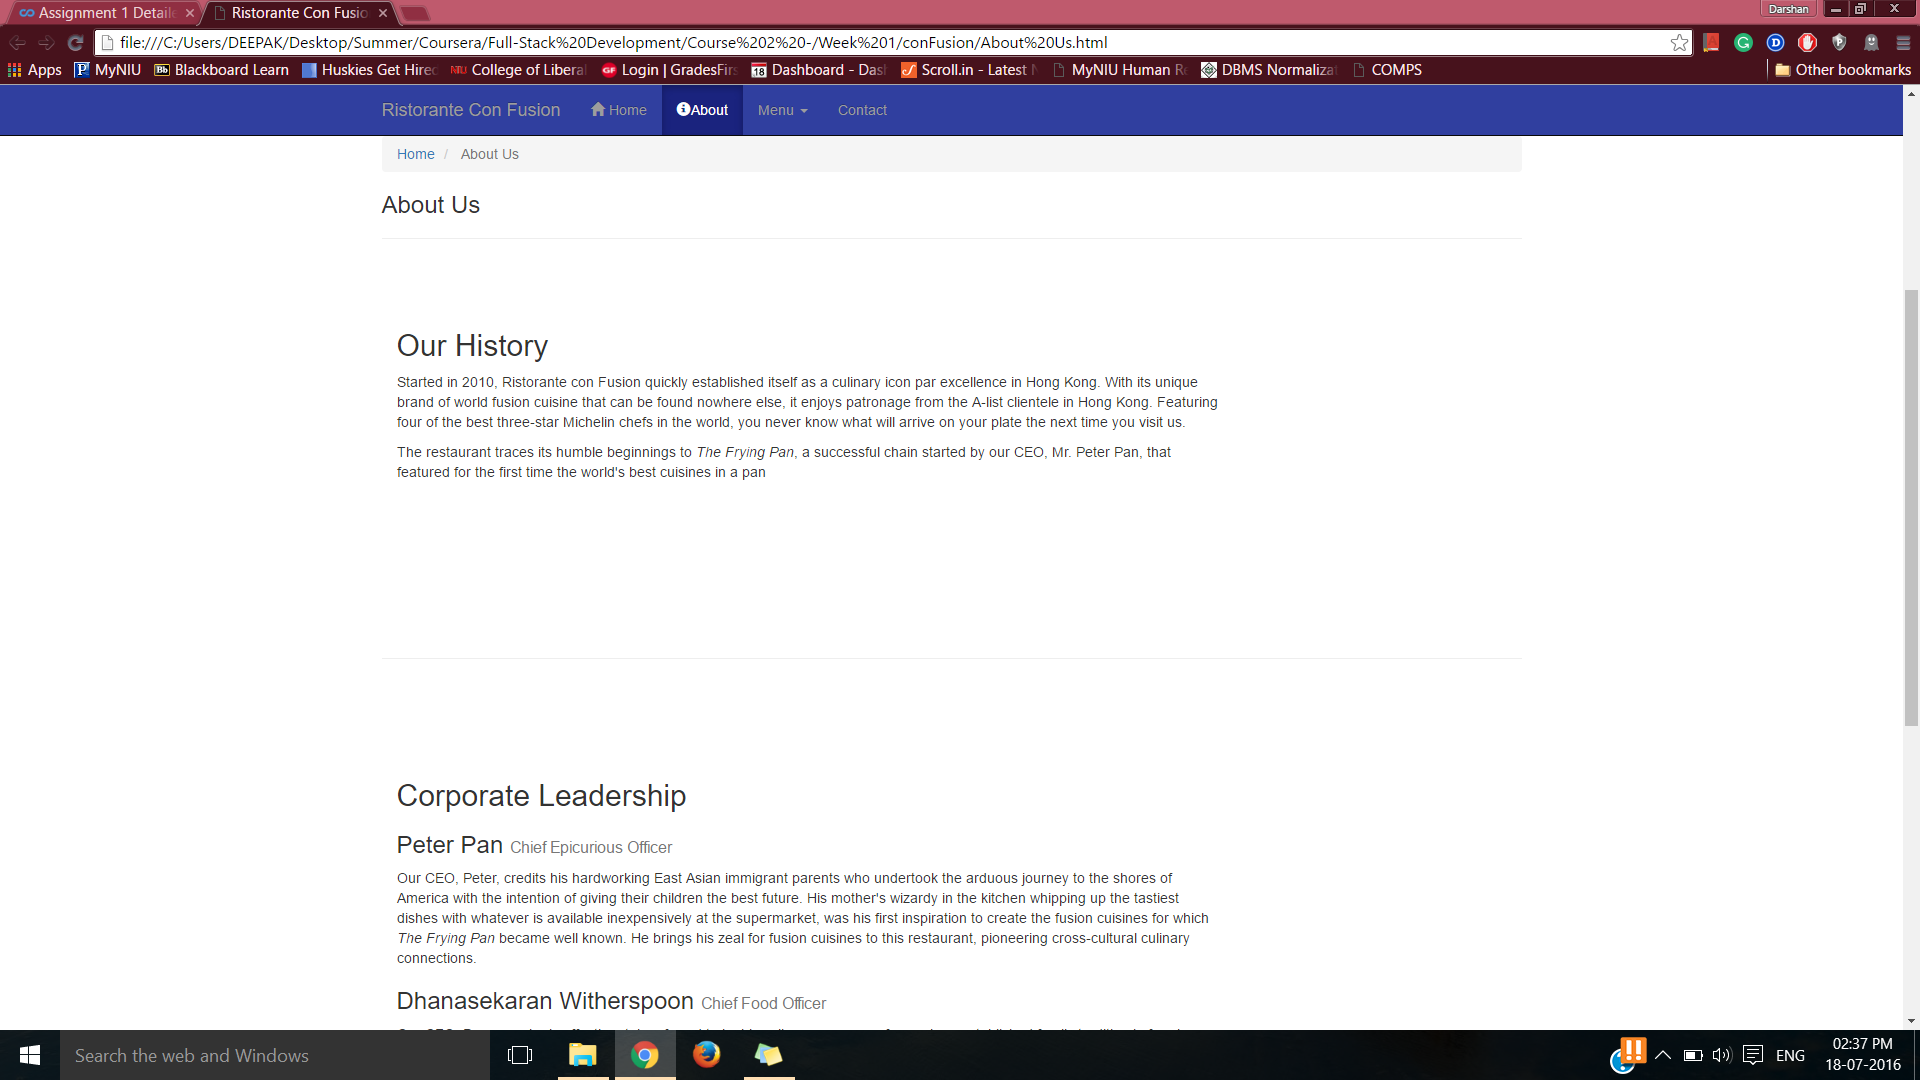 Assignment 1 Detail
Ristorante Con Fusio
Darshan
file:///C:/Users/DEEPAK/Desktop/Summer/Coursera/Full-Stack%20Development/Course%202%20-/Week%201/conFusion/About%20Us.html
Apps MyNIU Blackboard Learn Huskies Get Hired College of Liberal Login | GradesFirs Dashboard - Dash Scroll.in - Latest N MyNIU Human Re DBMS Normalizat COMPS Other bookmarks
Ristorante Con Fusion Home About Menu Contact
Home / About Us
About Us
Our History
Started in 2010, Ristorante con Fusion quickly established itself as a culinary icon par excellence in Hong Kong. With its unique
brand of world fusion cuisine that can be found nowhere else, it enjoys patronage from the A-list clientele in Hong Kong. Featuring
four of the best three-star Michelin chefs in the world, you never know what will arrive on your plate the next time you visit us.
The restaurant traces its humble beginnings to The Frying Pan, a successful chain started by our CEO, Mr. Peter Pan, that
featured for the first time the world's best cuisines in a pan
Corporate Leadership
Peter Pan Chief Epicurious Officer
Our CEO, Peter, credits his hardworking East Asian immigrant parents who undertook the arduous journey to the shores of
America with the intention of giving their children the best future. His mother's wizardy in the kitchen whipping up the tastiest
dishes with whatever is available inexpensively at the supermarket, was his first inspiration to create the fusion cuisines for which
The Frying Pan became well known. He brings his zeal for fusion cuisines to this restaurant, pioneering cross-cultural culinary
connections.
Dhanasekaran Witherspoon Chief Food Officer
Search the web and Windows
ENG
02:37 PM
18-07-2016